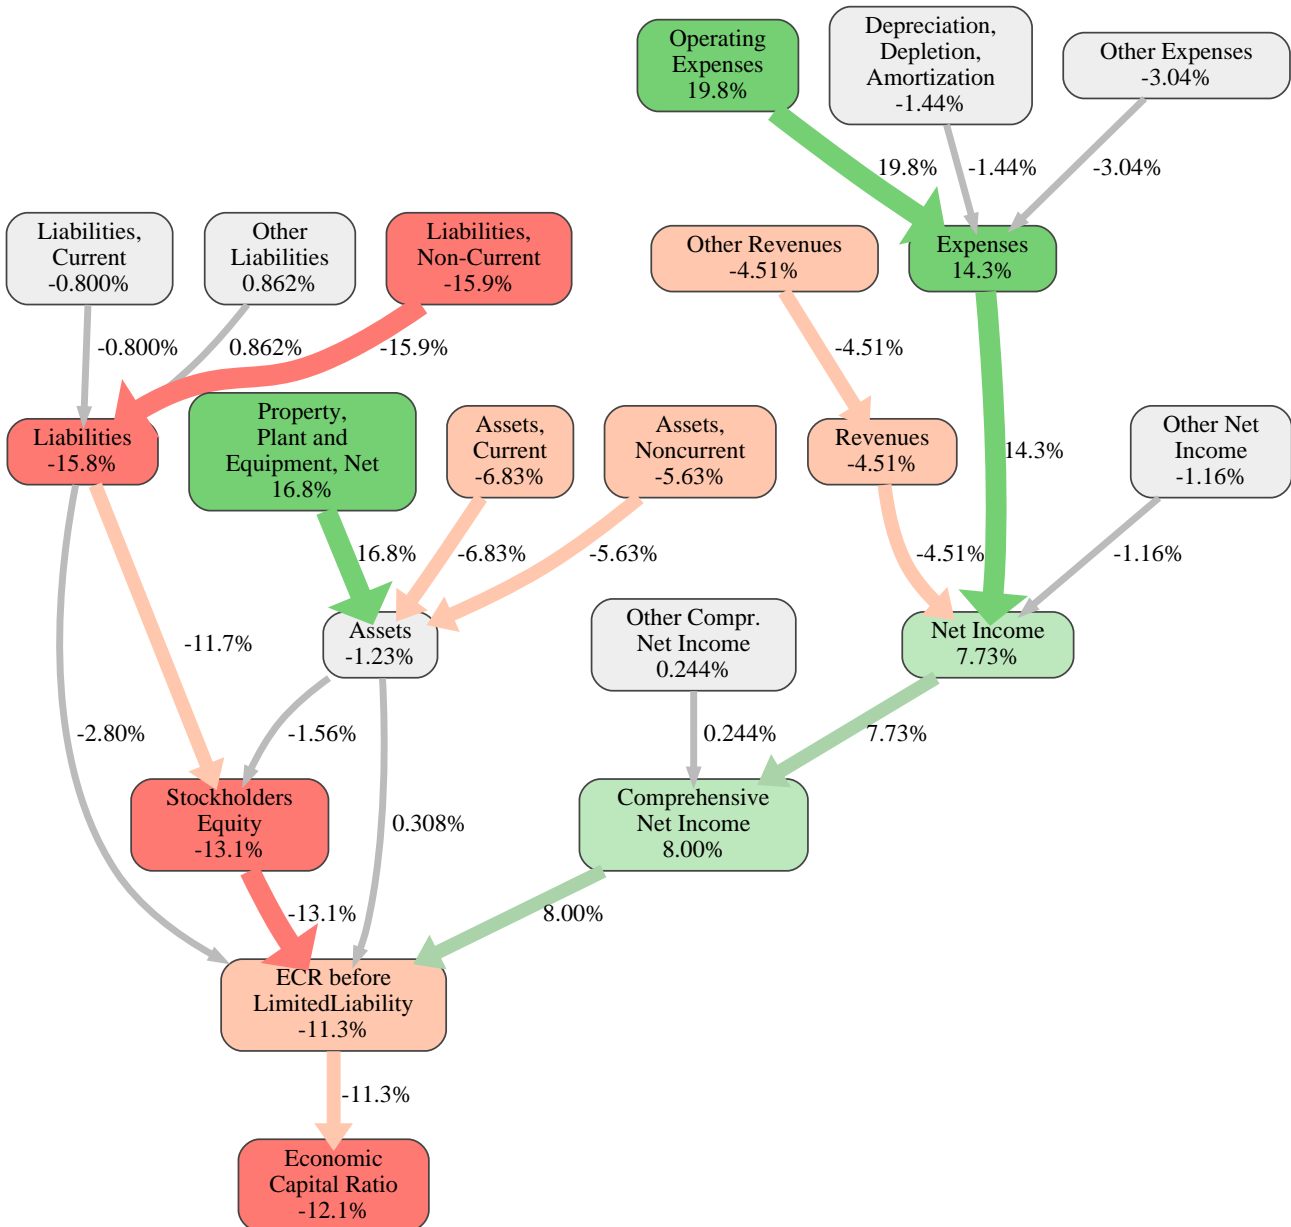 Operating
Expenses
19.8%
Depreciation,
Depletion,
Amortization
-1.44%
Other Expenses
-3.04%
19.8%
-1.44%
-3.04%
Liabilities,
Current
-0.800%
Other
Liabilities
0.862%
Liabilities,
Non-Current
-15.9%
Other Revenues
-4.51%
Expenses
14.3%
-0.800%
0.862%
-15.9%
-4.51%
Liabilities
-15.8%
Property,
Plant and
Equipment, Net
16.8%
Assets,
Current
-6.83%
Assets,
Noncurrent
-5.63%
Revenues
-4.51%
14.3%
Other Net
Income
-1.16%
16.8%
-6.83%
-5.63%
-4.51%
-1.16%
-11.7%
Assets
-1.23%
Other Compr.
Net Income
0.244%
Net Income
7.73%
-2.80%
-1.56%
0.244%
7.73%
Stockholders
Equity
-13.1%
0.308%
Comprehensive
Net Income
8.00%
-13.1%
8.00%
ECR before
LimitedLiability
-11.3%
-11.3%
Economic
Capital Ratio
-12.1%